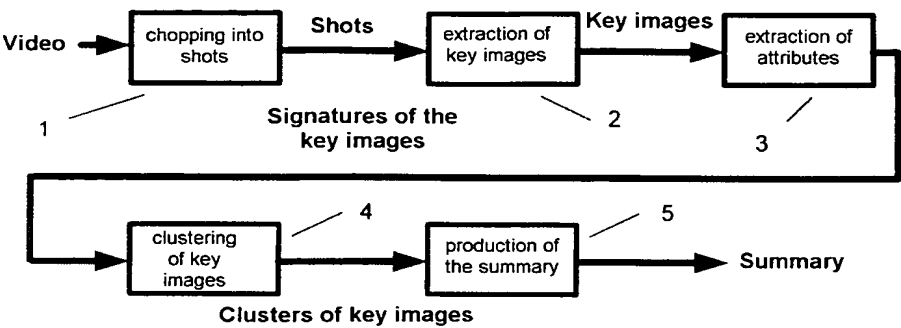 Video
chopping into
shots
Shots
extraction of
key images
Key images
extraction of
attributes
1
2
3
Signatures of the
key images
clustering
of key
images
4
production of
the summary
5
Summary
Clusters of key images